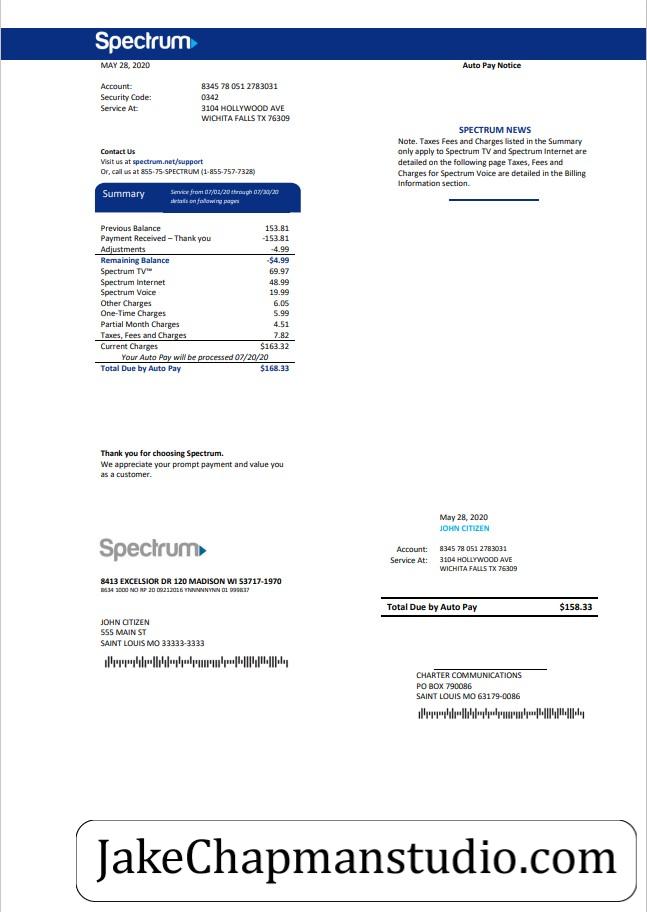 Spectrum
MAY 28, 2020
Auto Pay Notice
Account: 8345 78 051 2783031
Security Code: 0342
Service At: 3104 HOLLYWOOD AVE
WICHITA FALLS TX 76309
SPECTRUM NEWS
Note. Taxes Fees and Charges listed in the Summary
only apply to Spectrum TV and Spectrum Internet are
detailed on the following page Taxes, Fees and
Charges for Spectrum Voice are detailed in the Billing
Information section.
Contact Us
Visit us at spectrum.net/support
Or, call us at 855-75-SPECTRUM (1-855-757-7328)
Summary
Service from 07/01/20 through 07/30/20
details on following pages
Previous Balance 153.81
Payment Received – Thank you -153.81
Adjustments -4.99
Remaining Balance -$4.99
Spectrum TV™ 69.97
Spectrum Internet 48.99
Spectrum Voice 19.99
Other Charges 6.05
One-Time Charges 5.99
Partial Month Charges 4.51
Taxes, Fees and Charges 7.82
Current Charges $163.32
Your Auto Pay will be processed 07/20/20
Total Due by Auto Pay $168.33
Thank you for choosing Spectrum.
We appreciate your prompt payment and value you
as a customer.
May 28, 2020
JOHN CITIZEN
Account: 8345 78 051 2783031
Service At: 3104 HOLLYWOOD AVE
WICHITA FALLS TX 76309
Spectrum
8413 EXCELSIOR DR 120 MADISON WI 53717-1970
8634 1000 NO RP 20 09212016 YNNNNNYNN 01 999837
Total Due by Auto Pay $158.33
JOHN CITIZEN
555 MAIN ST
SAINT LOUIS MO 33333-3333
CHARTER COMMUNICATIONS
PO BOX 790086
SAINT LOUIS MO 63179-0086
JakeChapmanstudio.com